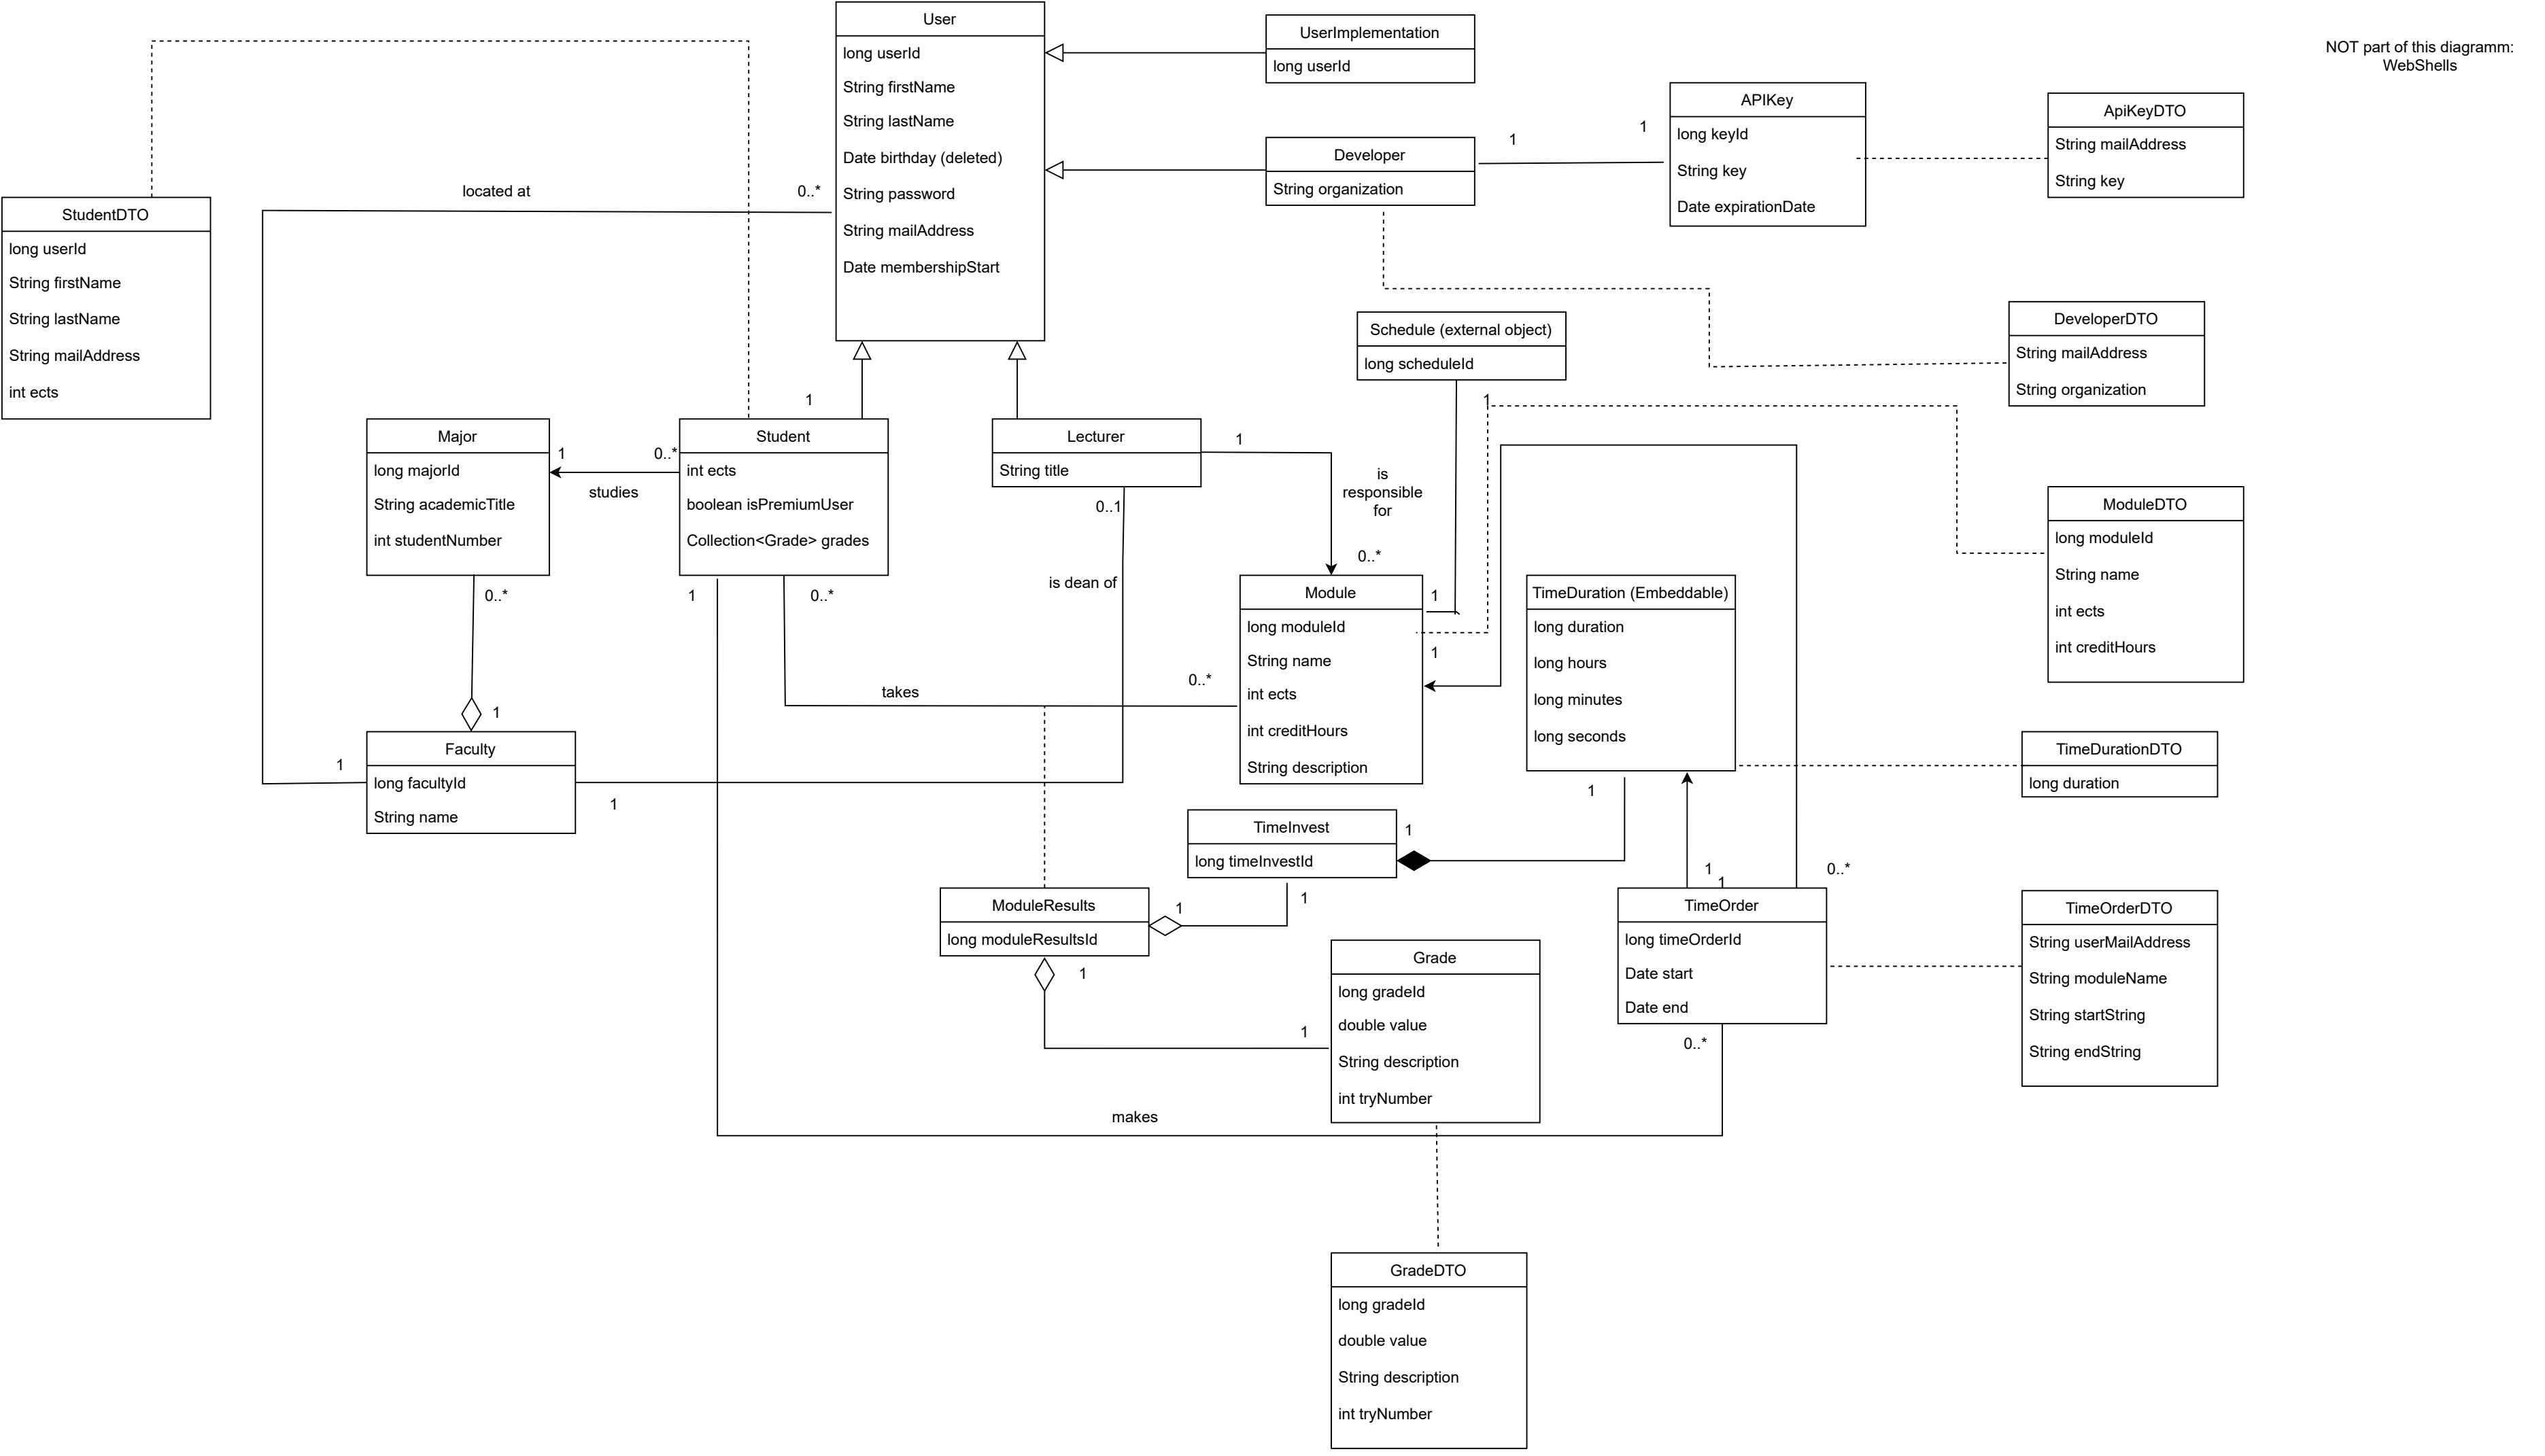 User
long userId
String firstName
String lastName
Date birthday (deleted)
String password
String mailAddress
Date membershipStart
UserImplementation
long userId
NOT part of this diagramm:
WebShells
Developer
String organization
1
1
APIKey
long keyId
String key
Date expirationDate
ApiKeyDTO
String mailAddress
String key
StudentDTO
long userId
String firstName
String lastName
String mailAddress
int ects
located at
0..*
Schedule (external object)
long scheduleId
1
DeveloperDTO
String mailAddress
String organization
Major
long majorId
String academicTitle
int studentNumber
1
0..*
studies
1
Student
int ects
boolean isPremiumUser
Collection<Grade> grades
Lecturer
String title
1
is
responsible
for
0..*
0..1
is dean of
ModuleDTO
long moduleId
String name
int ects
int creditHours
0..*
1
1
0..*
takes
0..*
Module
long moduleId
String name
int ects
int creditHours
String description
1
1
TimeDuration (Embeddable)
long duration
long hours
long minutes
long seconds
Faculty
long facultyId
String name
1
1
TimeDurationDTO
long duration
TimeInvest
long timeInvestId
1
1
1
1
0..*
ModuleResults
long moduleResultsId
1
1
1
Grade
long gradeId
double value
String description
int tryNumber
1
TimeOrder
long timeOrderId
Date start
Date end
0..*
TimeOrderDTO
String userMailAddress
String moduleName
String startString
String endString
makes
GradeDTO
long gradeId
double value
String description
int tryNumber